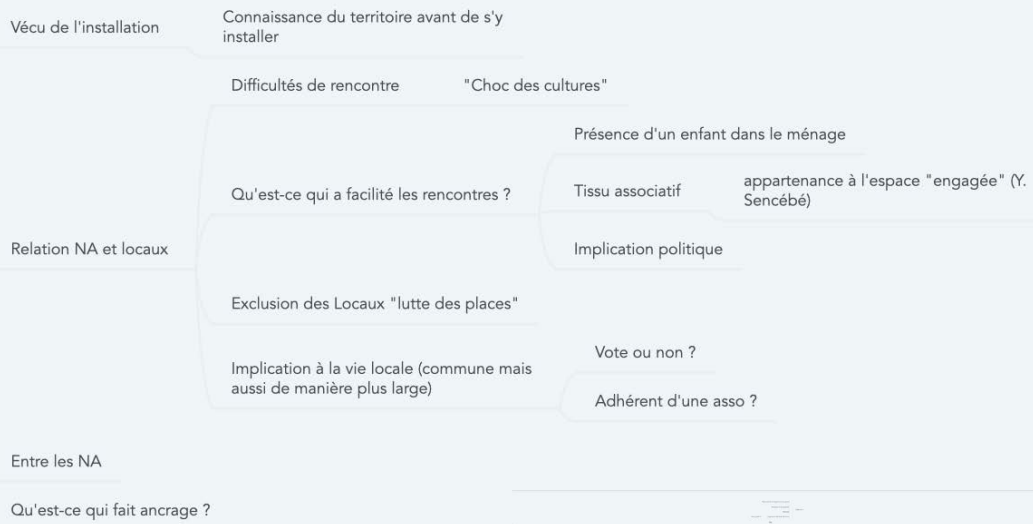 Vécu de l'installation
Connaissance du territoire avant de s'y
installer
Difficultés de rencontre
"Choc des cultures"
Présence d'un enfant dans le ménage
Qu'est-ce qui a facilité les rencontres ?
Tissu associatif
appartenance à l'espace "engagée" (Y.
Sencébé)
Implication politique
Relation NA et locaux
Exclusion des Locaux "lutte des places"
Implication à la vie locale (commune mais
aussi de manière plus large)
Vote ou non ?
Adhérent d'une asso ?
Entre les NA
Qu'est-ce qui fait ancrage ?